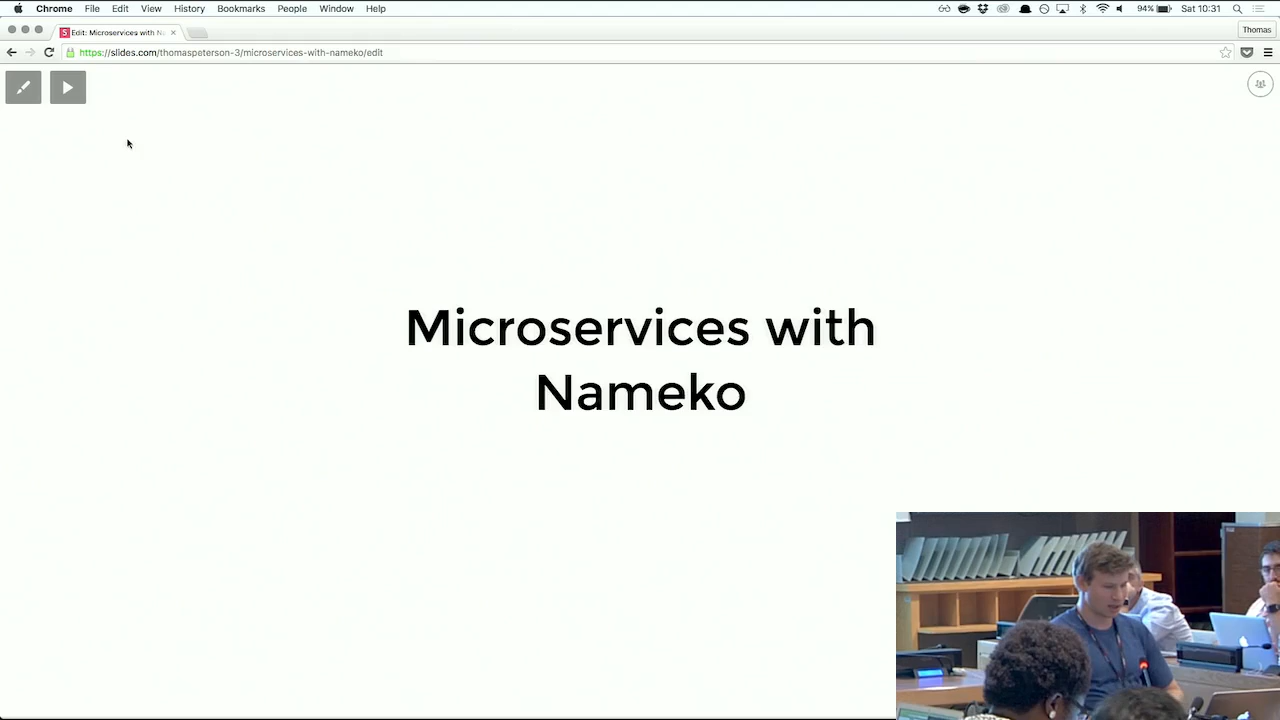 Chrome File Edit View History Bookmarks People Window Help 94% Sat 10:31
Edit: Microservices with Na
Thomas
https://slides.com/thomaspeterson-3/microservices-with-nameko/edit
Microservices with
Nameko